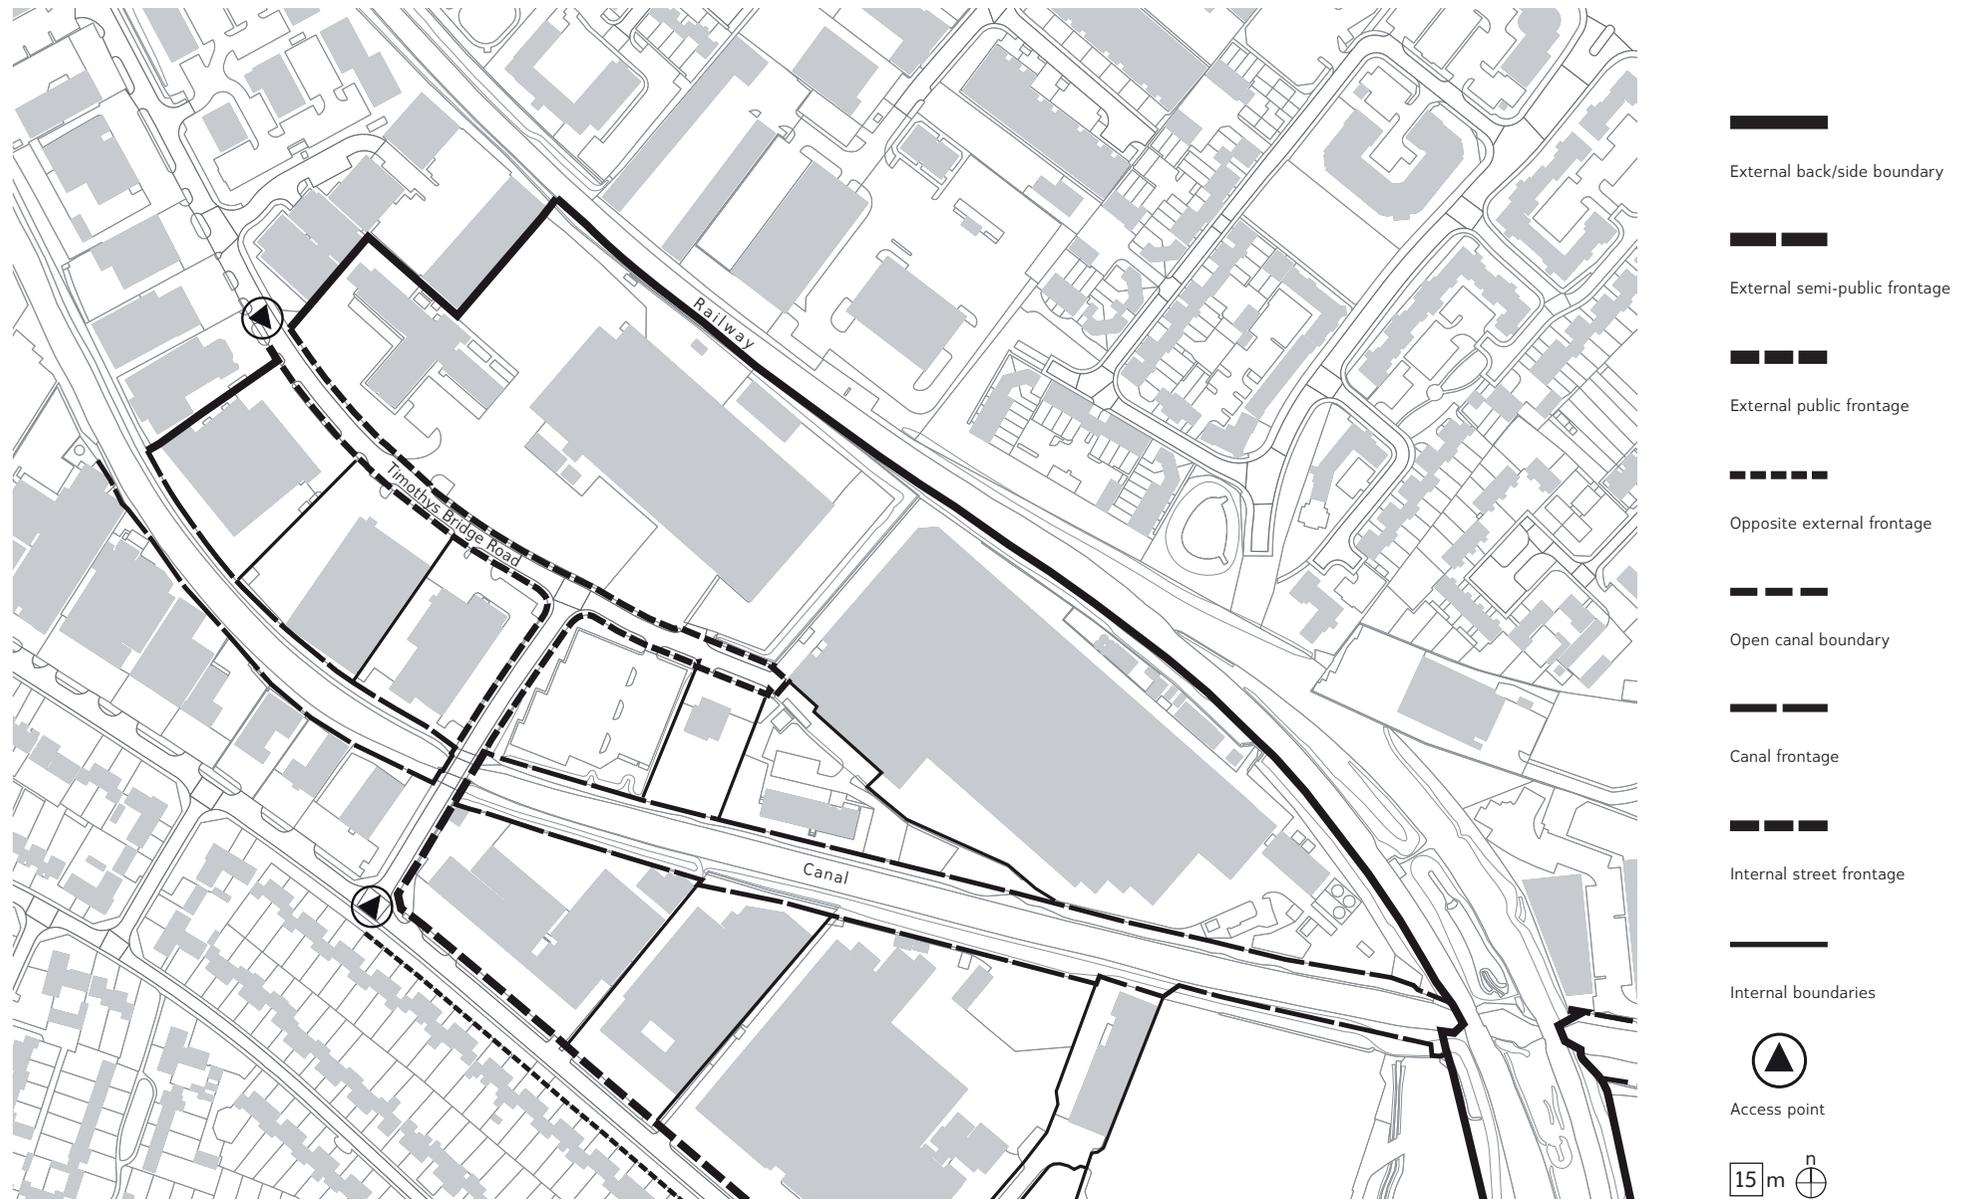 Railway
Timothys Bridge Road
Canal
External back/side boundary
External semi-public frontage
External public frontage
Opposite external frontage
Open canal boundary
Canal frontage
Internal street frontage
Internal boundaries
Access point
15 m n